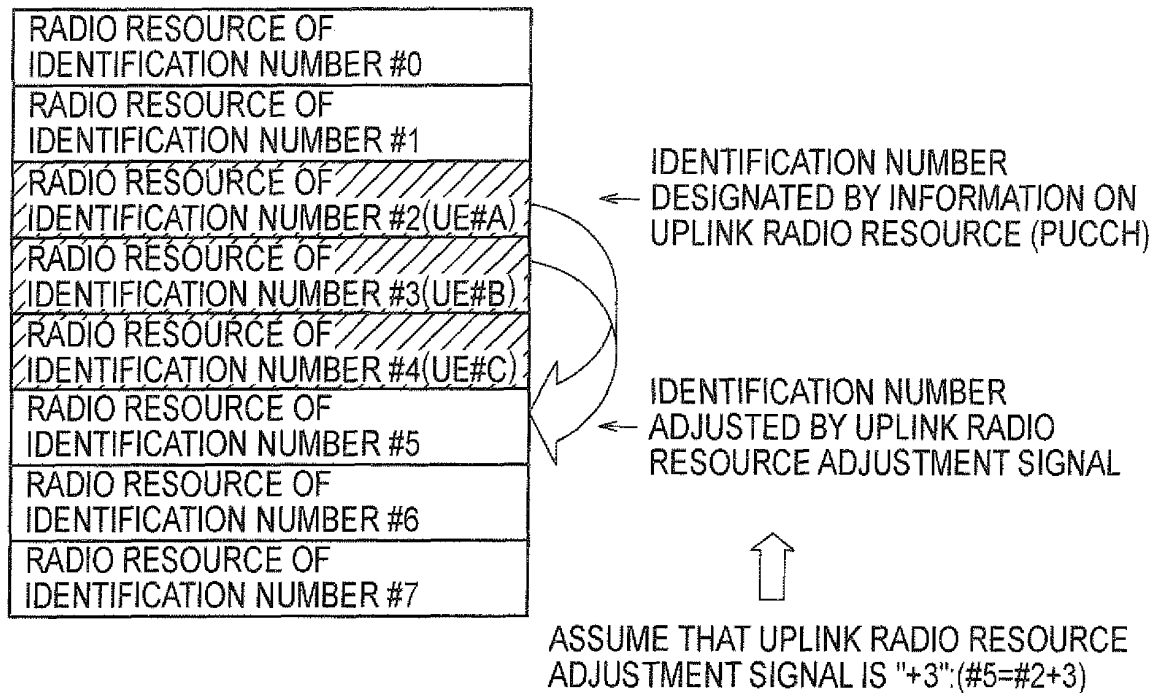 RADIO RESOURCE OF
IDENTIFICATION NUMBER #0
RADIO RESOURCE OF
IDENTIFICATION NUMBER #1
RADIO RESOURCE OF
IDENTIFICATION NUMBER #2(UE#A)
RADIO RESOURCE OF
IDENTIFICATION NUMBER #3(UE#B)
RADIO RESOURCE OF
IDENTIFICATION NUMBER #4(UE#C)
RADIO RESOURCE OF
IDENTIFICATION NUMBER #5
RADIO RESOURCE OF
IDENTIFICATION NUMBER #6
RADIO RESOURCE OF
IDENTIFICATION NUMBER #7
IDENTIFICATION NUMBER
DESIGNATED BY INFORMATION ON
UPLINK RADIO RESOURCE (PUCCH)
IDENTIFICATION NUMBER
ADJUSTED BY UPLINK RADIO
RESOURCE ADJUSTMENT SIGNAL
ASSUME THAT UPLINK RADIO RESOURCE
ADJUSTMENT SIGNAL IS "+3":(#5=#2+3)